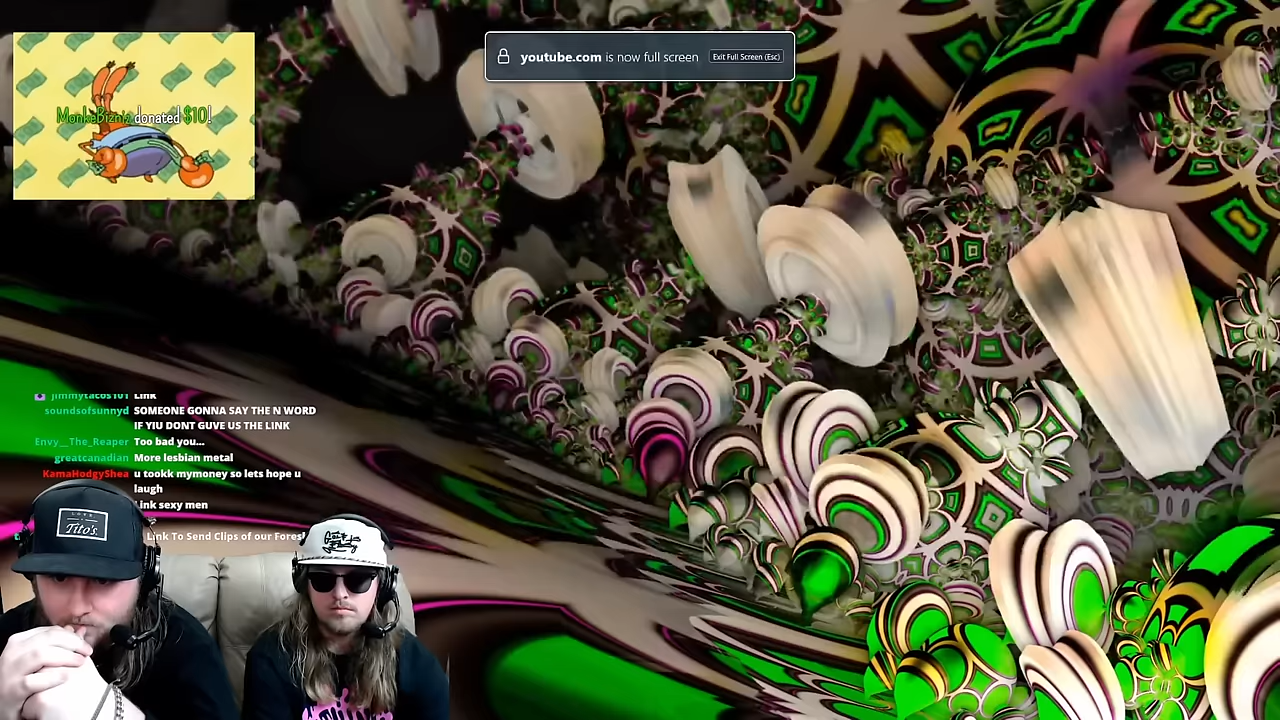 youtube.com is now full screen Exit Full Screen (Esc)
MonkeBizniz donated $10!
jimmytacos101 Link
soundsofsunnyd SOMEONE GONNA SAY THE N WORD
IF YIU DONT GUVE US THE LINK
Envy__The_Reaper Too bad you...
greatcanadian More lesbian metal
KamaHodgyShea u tookk mymoney so lets hope u
laugh
Link sexy men
Link To Send Clips of our Fores
Tito's.